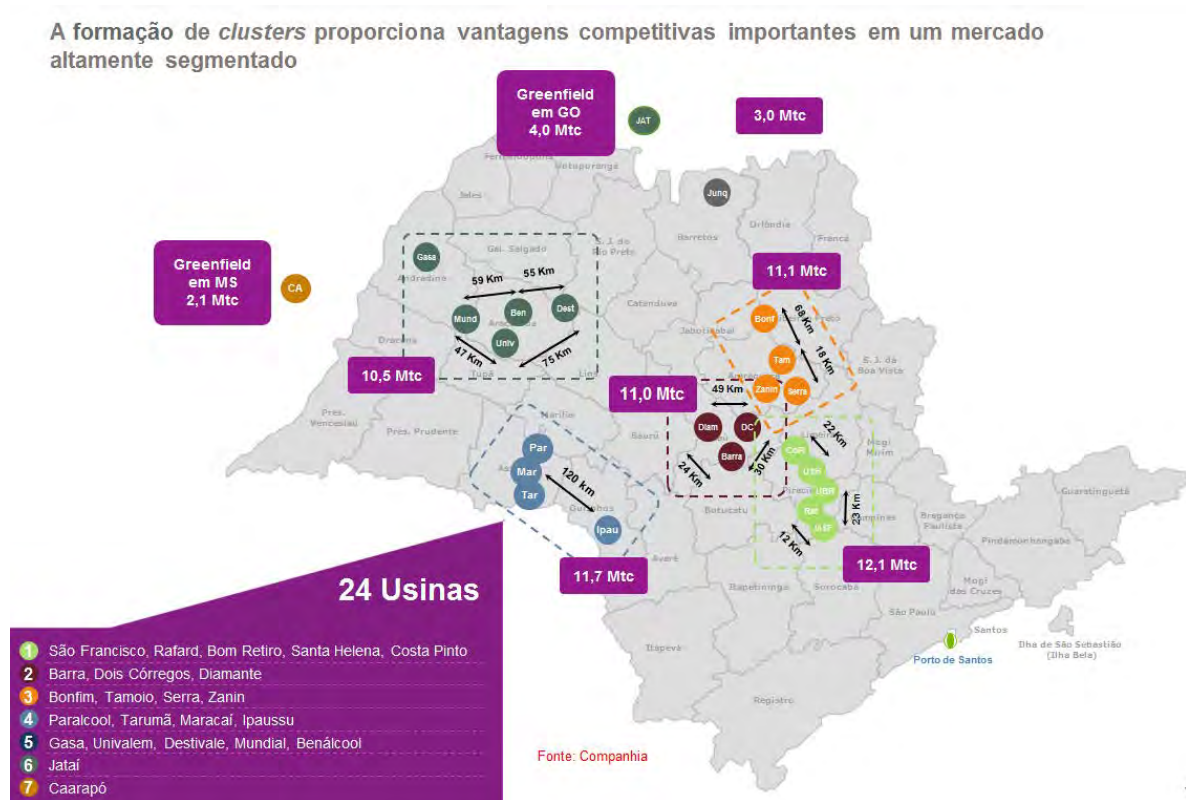 A formação de clusters proporciona vantagens competitivas importantes em um mercado
altamente segmentado
Greenfield
em GO
4,0 Mtc
JAT
3,0 Mtc
Votuporanga
Jales
Junq
Orlândia
Barretos
Franca
Greenfield
em MS
2,1 Mtc
CA
Gasa
Gel. Salgado
S. J. do
Rio Preto
Andradina
59 Km
55 Km
Mund
Ben
Dest
Univ
47 Km
75 Km
Catanduva
Dracena
Tupã
Lins
10,5 Mtc
11,1 Mtc
Bonf
68 Km
Jaboticabal
Tam
18 Km
Zanin
Serra
S. J. da
Boa Vista
11,0 Mtc
49 Km
Diam
DC
Barra
24 Km
30 Km
Pres.
Venceslau
Pres. Prudente
Marília
Bauru
Par
Mar
Tar
120 km
Ipau
11,7 Mtc
22 Km
Mogi
Mirim
23 Km
12 Km
12,1 Mtc
Botucatu
Avaré
Bragança
Paulista
Guaratinguetá
Pindamonhangaba
Itapetininga
Sorocaba
Mogi
das Cruzes
São Paulo
Santos
Ilha de São Sebastião
(Ilha Bela)
Porto de Santos
Itapeva
Registro
24 Usinas
1 São Francisco, Rafard, Bom Retiro, Santa Helena, Costa Pinto
2 Barra, Dois Córregos, Diamante
3 Bonfim, Tamoio, Serra, Zanin
4 Paralcool, Tarumã, Maracaí, Ipaussu
5 Gasa, Univalem, Destivale, Mundial, Benálcool
6 Jataí
7 Caarapó
Fonte: Companhia